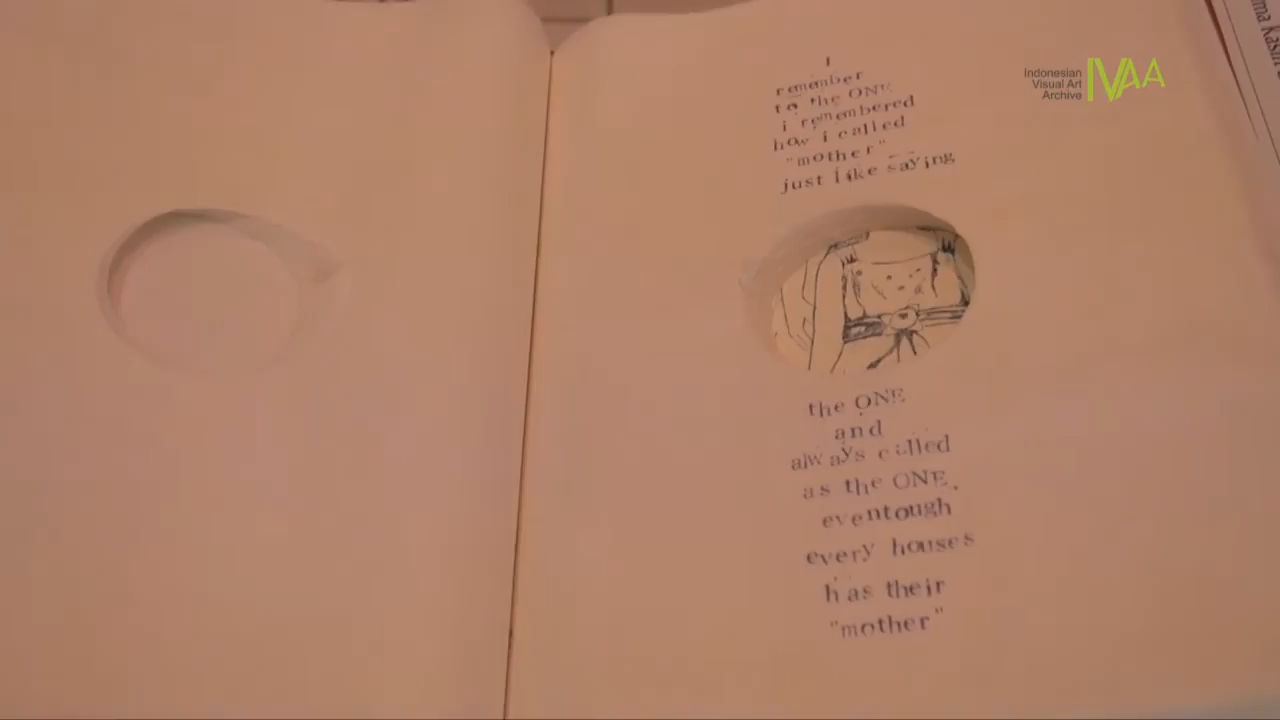 I
remember
to the ONE
i remembered
how i called
"mother"
just like saying
the ONE
and
always called
as the ONE.
eventough
every houses
has their
"mother"
Indonesian
Visual Art
Archive
IVAA